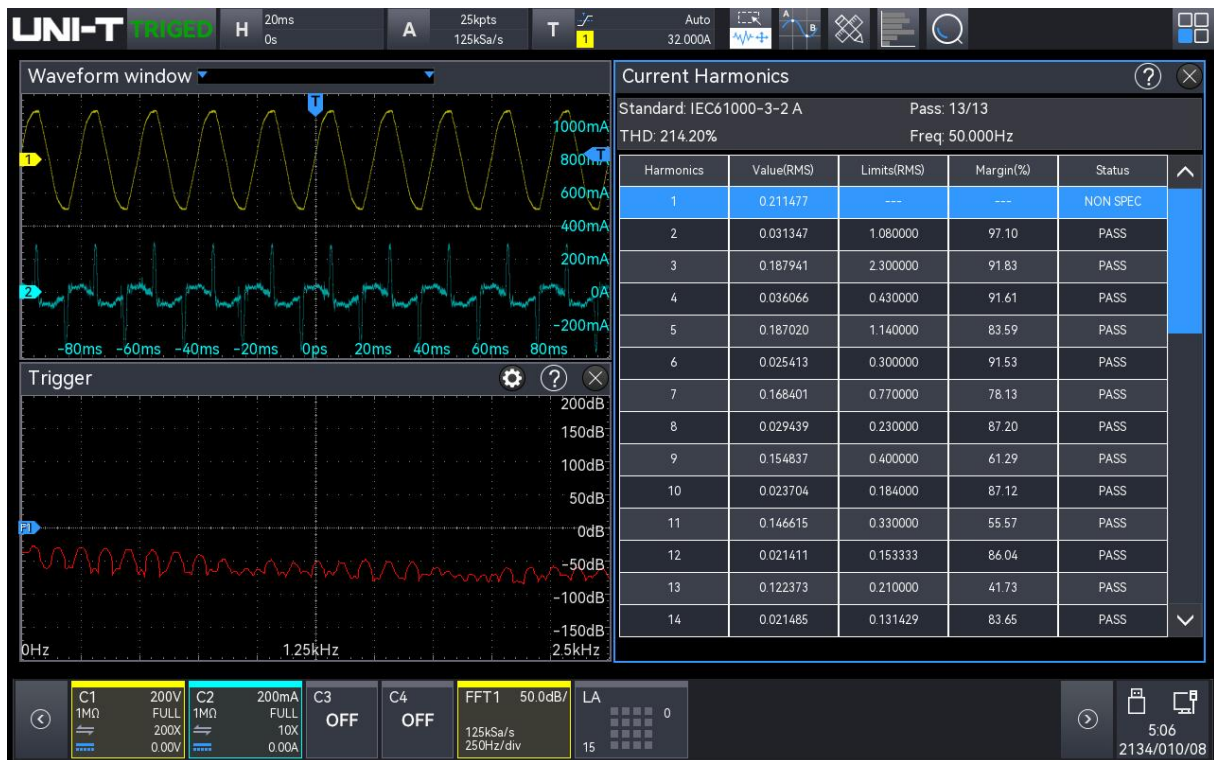 UNI-T TRIGED H 20ms 0s A 25kpts 125kSa/s T 1 Auto 32.000A A B
Waveform window
T
1000mA
1
800mA T
600mA
400mA
200mA
2
0A
-200mA
-80ms -60ms -40ms -20ms 0ps 20ms 40ms 60ms 80ms
Trigger ?
200dB
150dB
100dB
50dB
F1
0dB
-50dB
-100dB
-150dB
0Hz 1.25kHz 2.5kHz
Current Harmonics ?
Standard: IEC61000-3-2 A Pass: 13/13
THD: 214.20% Freq: 50.000Hz
Harmonics Value(RMS) Limits(RMS) Margin(%) Status
1 0.211477 --- --- NON SPEC
2 0.031347 1.080000 97.10 PASS
3 0.187941 2.300000 91.83 PASS
4 0.036066 0.430000 91.61 PASS
5 0.187020 1.140000 83.59 PASS
6 0.025413 0.300000 91.53 PASS
7 0.168401 0.770000 78.13 PASS
8 0.029439 0.230000 87.20 PASS
9 0.154837 0.400000 61.29 PASS
10 0.023704 0.184000 87.12 PASS
11 0.146615 0.330000 55.57 PASS
12 0.021411 0.153333 86.04 PASS
13 0.122373 0.210000 41.73 PASS
14 0.021485 0.131429 83.65 PASS
C1 200V
1MΩ FULL
200X
0.00V
C2 200mA
1MΩ FULL
10X
0.00A
C3
OFF
C4
OFF
FFT1 50.0dB/
125kSa/s
250Hz/div
LA
0
15
5:06
2134/010/08